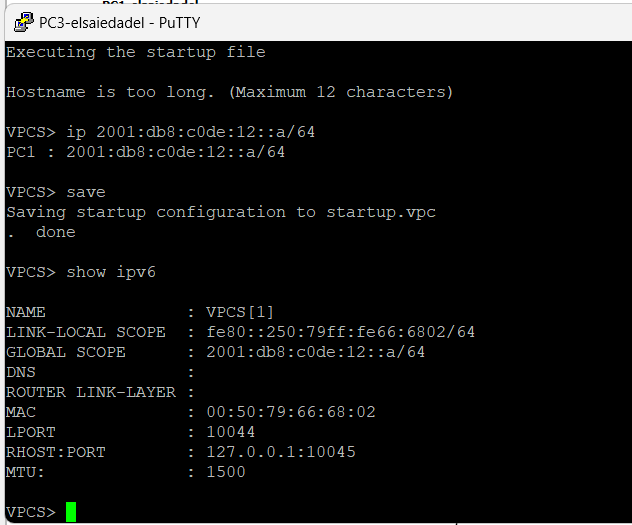 PC3-elsaiedadel - PuTTY
Executing the startup file
Hostname is too long. (Maximum 12 characters)
VPCS> ip 2001:db8:c0de:12::a/64
PC1 : 2001:db8:c0de:12::a/64
VPCS> save
Saving startup configuration to startup.vpc
.  done
VPCS> show ipv6
NAME              : VPCS[1]
LINK-LOCAL SCOPE  : fe80::250:79ff:fe66:6802/64
GLOBAL SCOPE      : 2001:db8:c0de:12::a/64
DNS               :
ROUTER LINK-LAYER :
MAC               : 00:50:79:66:68:02
LPORT             : 10044
RHOST:PORT        : 127.0.0.1:10045
MTU:              : 1500
VPCS>